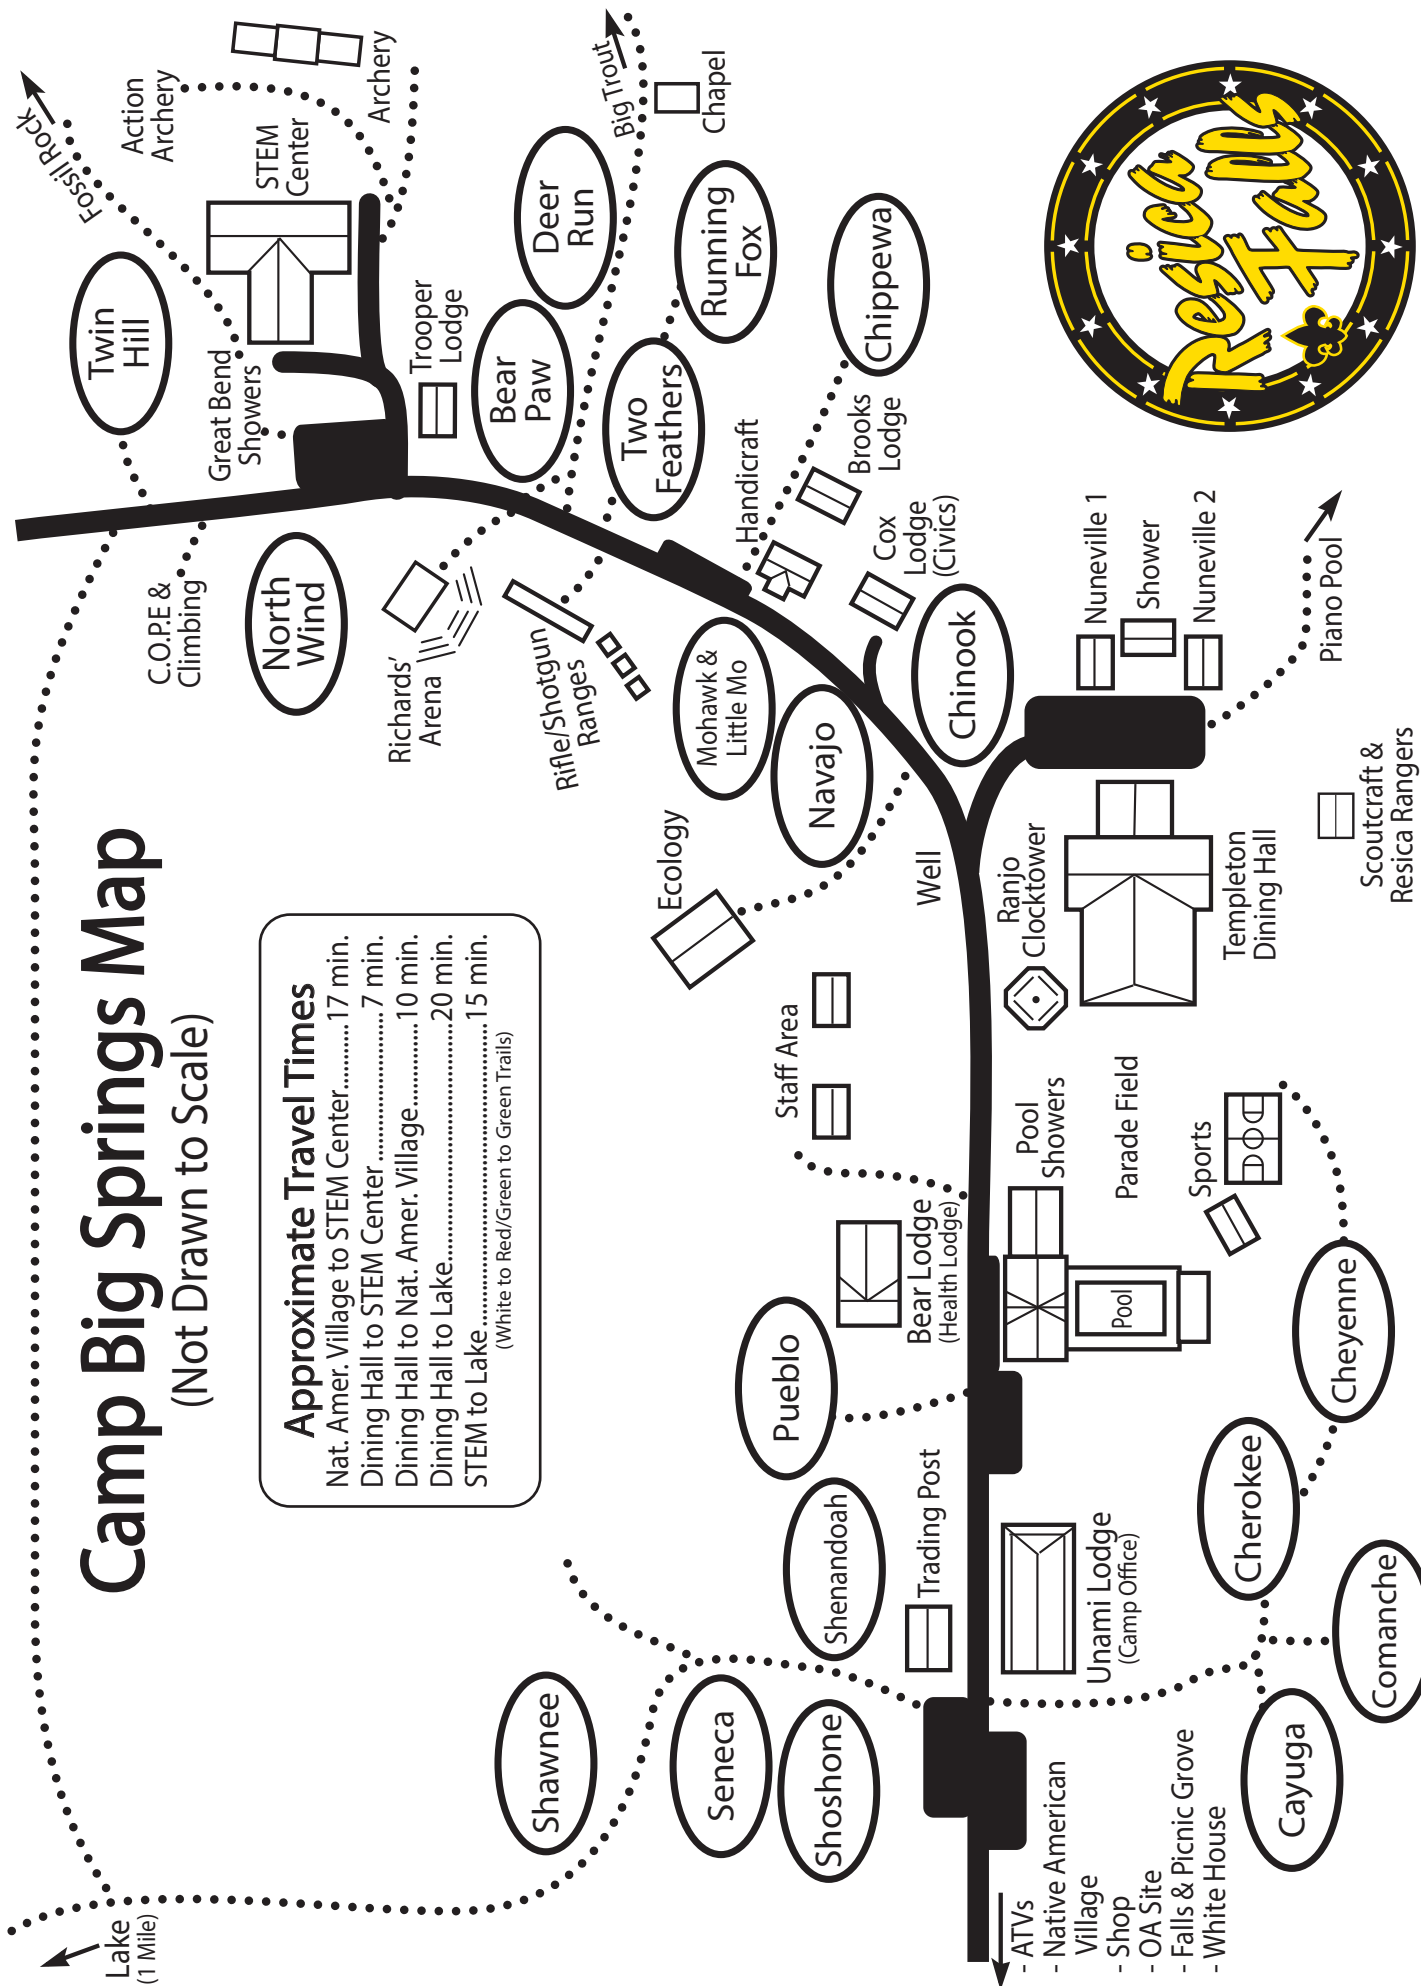 Camp Big Springs Map
(Not Drawn to Scale)
Approximate Travel Times
Nat. Amer. Village to STEM Center.........17 min.
Dining Hall to STEM Center..................7 min.
Dining Hall to Nat. Amer. Village............10 min.
Dining Hall to Lake................................20 min.
STEM to Lake........................................15 min.
(White to Red/Green to Green Trails)
Lake
(1 Mile)
Shawnee
Seneca
Shoshone
Shenandoah
Pueblo
Trading Post
Bear Lodge
(Health Lodge)
Staff Area
Ecology
Well
Navajo
Mohawk &
Little Mo
Rifle/Shotgun
Ranges
Richards'
Arena
North
Wind
C.O.P.E &
Climbing
Twin
Hill
Great Bend
Showers
Fossil Rock
Action
Archery
STEM
Center
Archery
Trooper
Lodge
Bear
Paw
Deer
Run
Big Trout
Chapel
Two
Feathers
Running
Fox
Chippewa
Handicraft
Brooks
Lodge
Cox
Lodge
(Civics)
Chinook
Nuneville 1
Shower
Nuneville 2
Piano Pool
Scoutcraft &
Resica Rangers
Ranjo
Clocktower
Templeton
Dining Hall
Pool
Showers
Parade Field
Sports
Pool
Unami Lodge
(Camp Office)
Cheyenne
Cherokee
Comanche
Cayuga
- ATVs
- Native American
Village
- Shop
- OA Site
- Falls & Picnic Grove
- White House
Resica
Falls